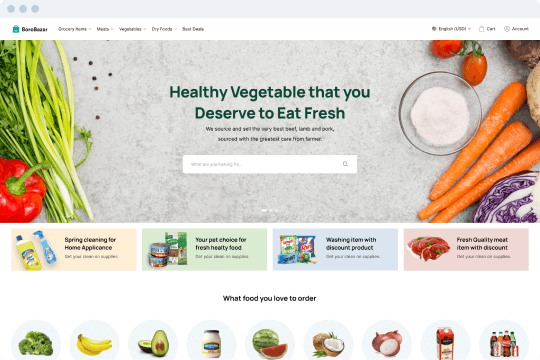 BoroBazar
Grocery Items
Meats
Vegetables
Dry Foods
Best Deals
English (USD)
Cart
Account
Healthy Vegetable that you
Deserve to Eat Fresh
We source and sell the very best beef, lamb and pork,
sourced with the greatest care from farmer.
What are you looking for..
Spring cleaning for
Home Applicance
Get your clean on supplies.
Your pet choice for
fresh healty food
Get your clean on supplies.
Washing item with
discount product
Get your clean on supplies.
Fresh Quality meat
item with discount
Get your clean on supplies.
What food you love to order